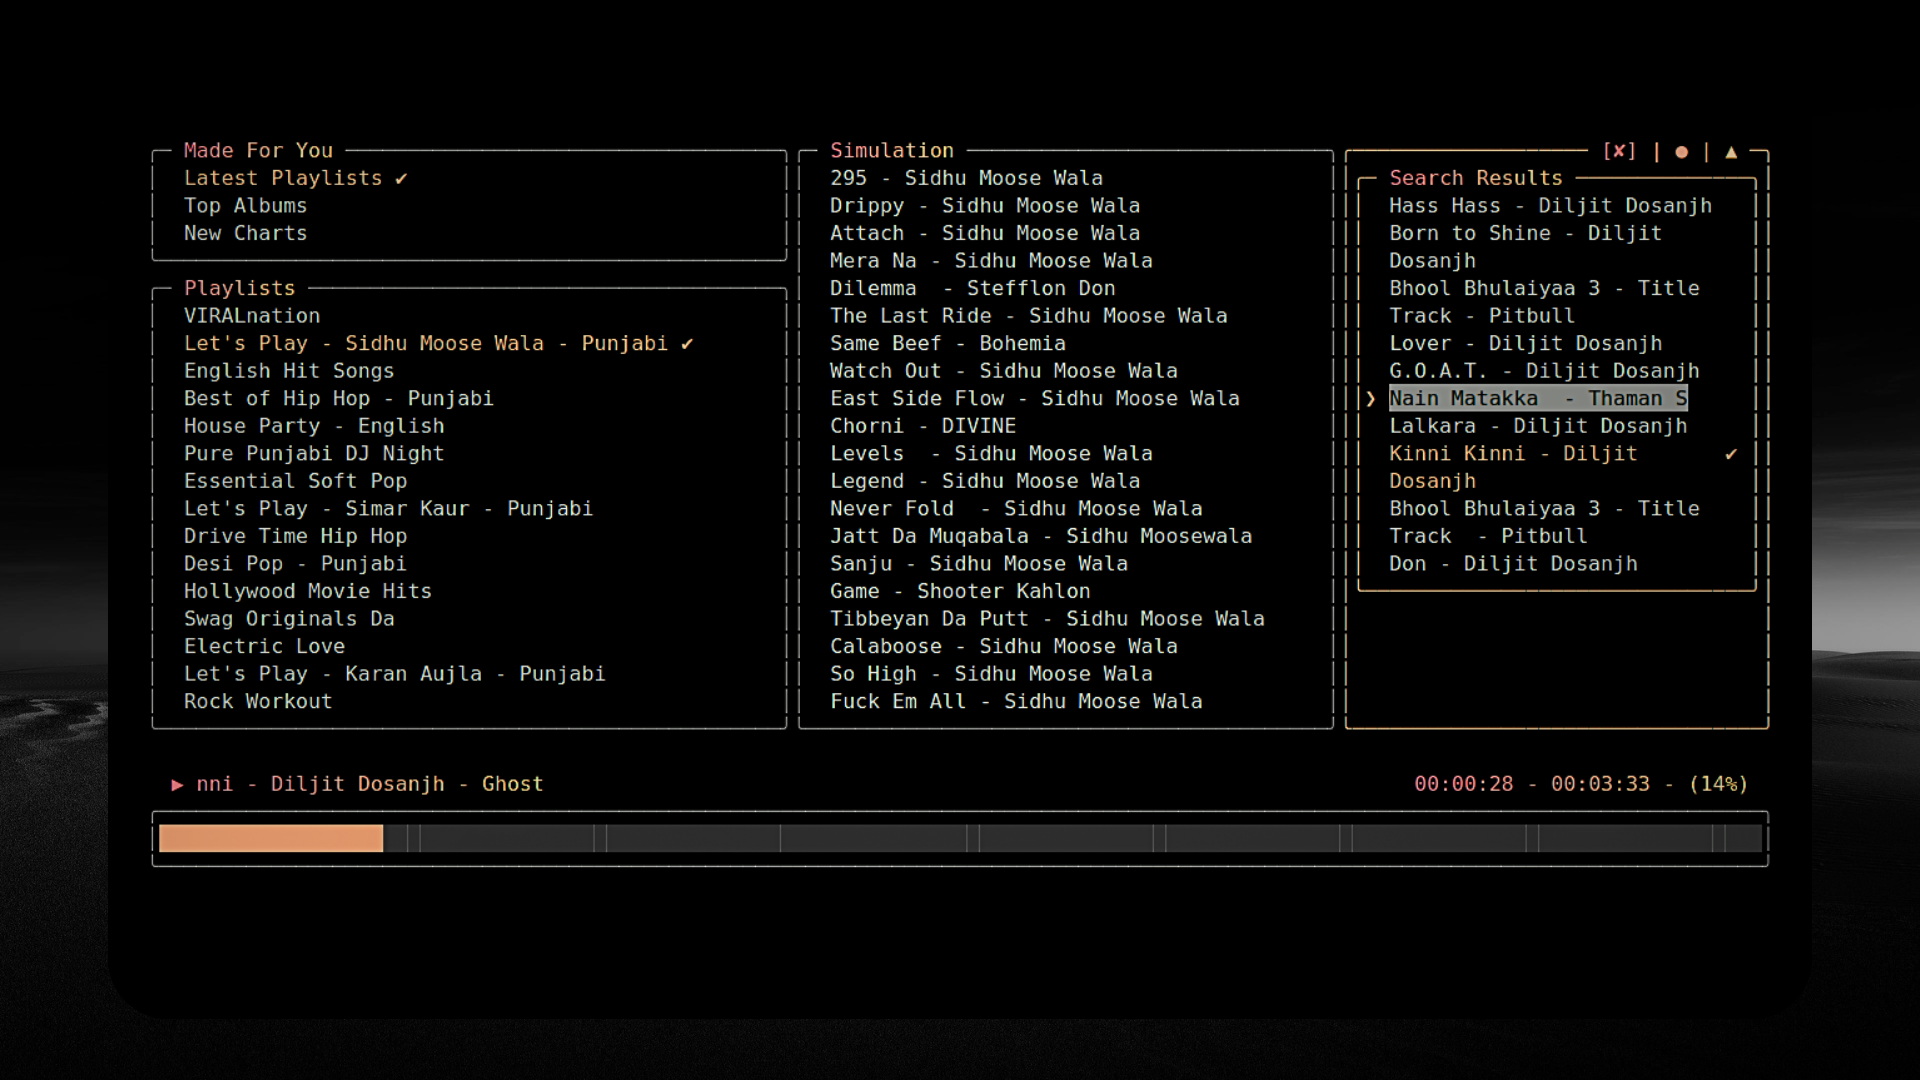 Made For You
Latest Playlists ✔
Top Albums
New Charts
Playlists
VIRALnation
Let's Play - Sidhu Moose Wala - Punjabi ✔
English Hit Songs
Best of Hip Hop - Punjabi
House Party - English
Pure Punjabi DJ Night
Essential Soft Pop
Let's Play - Simar Kaur - Punjabi
Drive Time Hip Hop
Desi Pop - Punjabi
Hollywood Movie Hits
Swag Originals Da
Electric Love
Let's Play - Karan Aujla - Punjabi
Rock Workout
Simulation
295 - Sidhu Moose Wala
Drippy - Sidhu Moose Wala
Attach - Sidhu Moose Wala
Mera Na - Sidhu Moose Wala
Dilemma  - Stefflon Don
The Last Ride - Sidhu Moose Wala
Same Beef - Bohemia
Watch Out - Sidhu Moose Wala
East Side Flow - Sidhu Moose Wala
Chorni - DIVINE
Levels  - Sidhu Moose Wala
Legend - Sidhu Moose Wala
Never Fold  - Sidhu Moose Wala
Jatt Da Muqabala - Sidhu Moosewala
Sanju - Sidhu Moose Wala
Game - Shooter Kahlon
Tibbeyan Da Putt - Sidhu Moose Wala
Calaboose - Sidhu Moose Wala
So High - Sidhu Moose Wala
Fuck Em All - Sidhu Moose Wala
[✘] | ● | ▲
Search Results
Hass Hass - Diljit Dosanjh
Born to Shine - Diljit
Dosanjh
Bhool Bhulaiyaa 3 - Title
Track - Pitbull
Lover - Diljit Dosanjh
G.O.A.T. - Diljit Dosanjh
❯ Nain Matakka  - Thaman S
Lalkara - Diljit Dosanjh
Kinni Kinni - Diljit ✔
Dosanjh
Bhool Bhulaiyaa 3 - Title
Track  - Pitbull
Don - Diljit Dosanjh
▶ nni - Diljit Dosanjh - Ghost
00:00:28 - 00:03:33 - (14%)